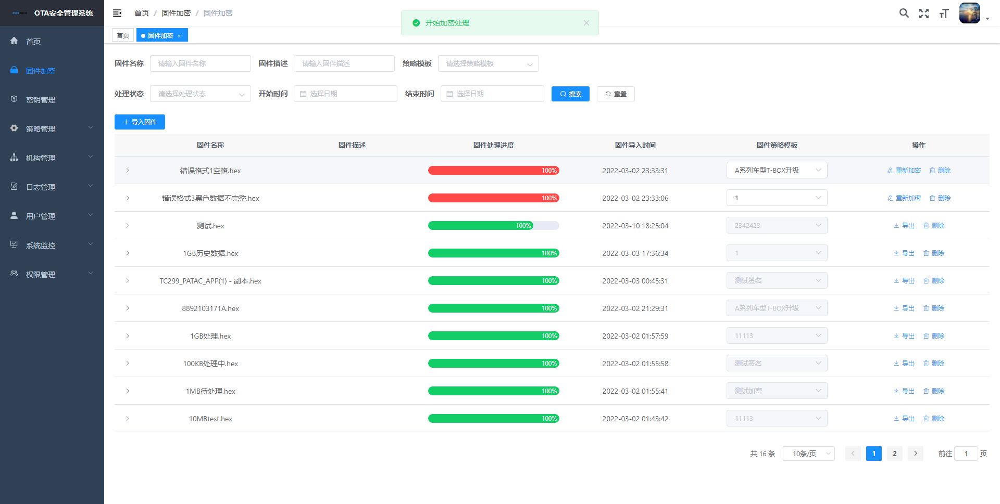 OTA安全管理系统
首页 / 固件加密 / 固件加密
开始加密处理
首页
固件加密 ×
首页
固件加密
密钥管理
策略管理
机构管理
日志管理
用户管理
系统监控
权限管理
固件名称 请输入固件名称 固件描述 请输入固件描述 策略模板 请选择策略模板
处理状态 请选择处理状态 开始时间 选择日期 结束时间 选择日期 搜索 重置
+ 导入固件
固件名称 固件描述 固件处理进度 固件导入时间 固件策略模板 操作
错误格式1空格.hex 100% 2022-03-02 23:33:31 A系列车型T-BOX升级 重新加密 删除
错误格式3黑色数据不完整.hex 100% 2022-03-02 23:33:06 1 重新加密 删除
测试.hex 100% 2022-03-10 18:25:04 2342423 导出 删除
1GB历史数据.hex 100% 2022-03-03 17:36:34 1 导出 删除
TC299_PATAC_APP(1) - 副本.hex 100% 2022-03-03 00:45:31 测试签名 导出 删除
8892103171A.hex 100% 2022-03-02 21:29:31 A系列车型T-BOX升级 导出 删除
1GB处理.hex 100% 2022-03-02 01:57:59 11113 导出 删除
100KB处理中.hex 100% 2022-03-02 01:55:58 测试签名 导出 删除
1MB待处理.hex 100% 2022-03-02 01:55:41 测试加密 导出 删除
10MBtest.hex 100% 2022-03-02 01:43:42 11113 导出 删除
共 16 条 10条/页 1 2 前往 1 页